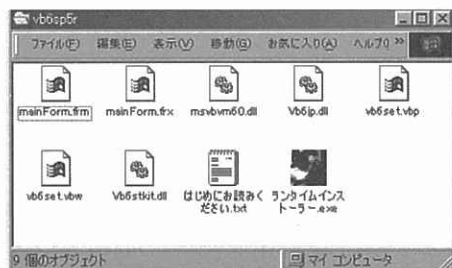 vb6sp5r
ファイル(F) 編集(E) 表示(V) 移動(G) お気に入り(A) ヘルプ( »
mainForm.frm mainForm.frx msvbvm60.dll Vb6jp.dll vb6set.vbp
vb6set.vbw Vb6stkit.dll はじめにお読みく ランタイムインス
ださい.txt トーラー.exe
9 個のオブジェクト マイ コンピュータ